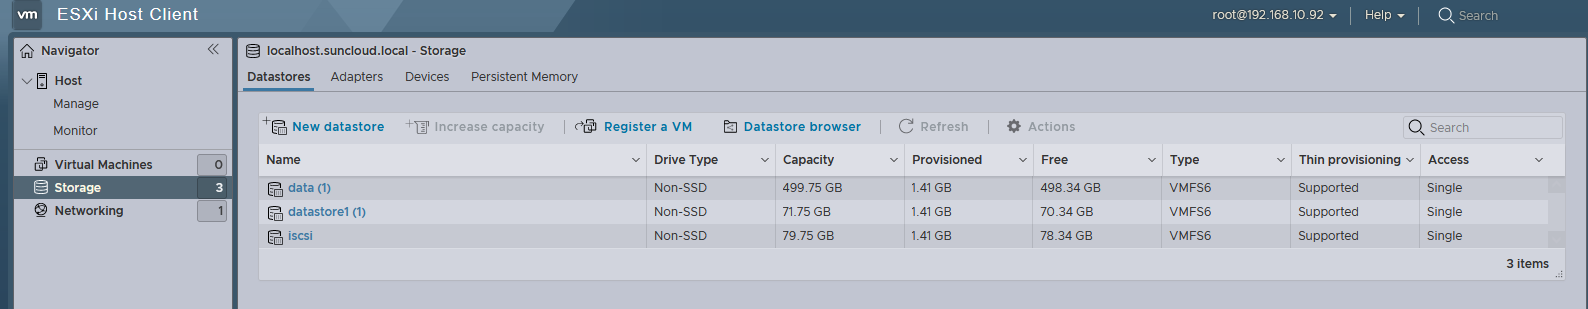 vm ESXi Host Client root@192.168.10.92 Help Search
Navigator
Host
Manage
Monitor
Virtual Machines 0
Storage 3
Networking 1
localhost.suncloud.local - Storage
Datastores Adapters Devices Persistent Memory
New datastore Increase capacity Register a VM Datastore browser Refresh Actions Search
Name Drive Type Capacity Provisioned Free Type Thin provisioning Access
data (1) Non-SSD 499.75 GB 1.41 GB 498.34 GB VMFS6 Supported Single
datastore1 (1) Non-SSD 71.75 GB 1.41 GB 70.34 GB VMFS6 Supported Single
iscsi Non-SSD 79.75 GB 1.41 GB 78.34 GB VMFS6 Supported Single
3 items